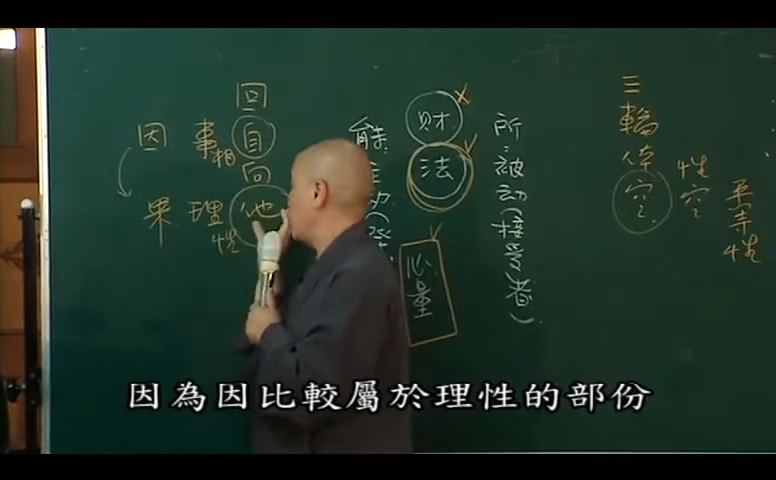 三輪体空
性空
平等性
所：被動（接受者）
財
法
心量
能
回自向他
事相
理性
因
果
因為因比較屬於理性的部份